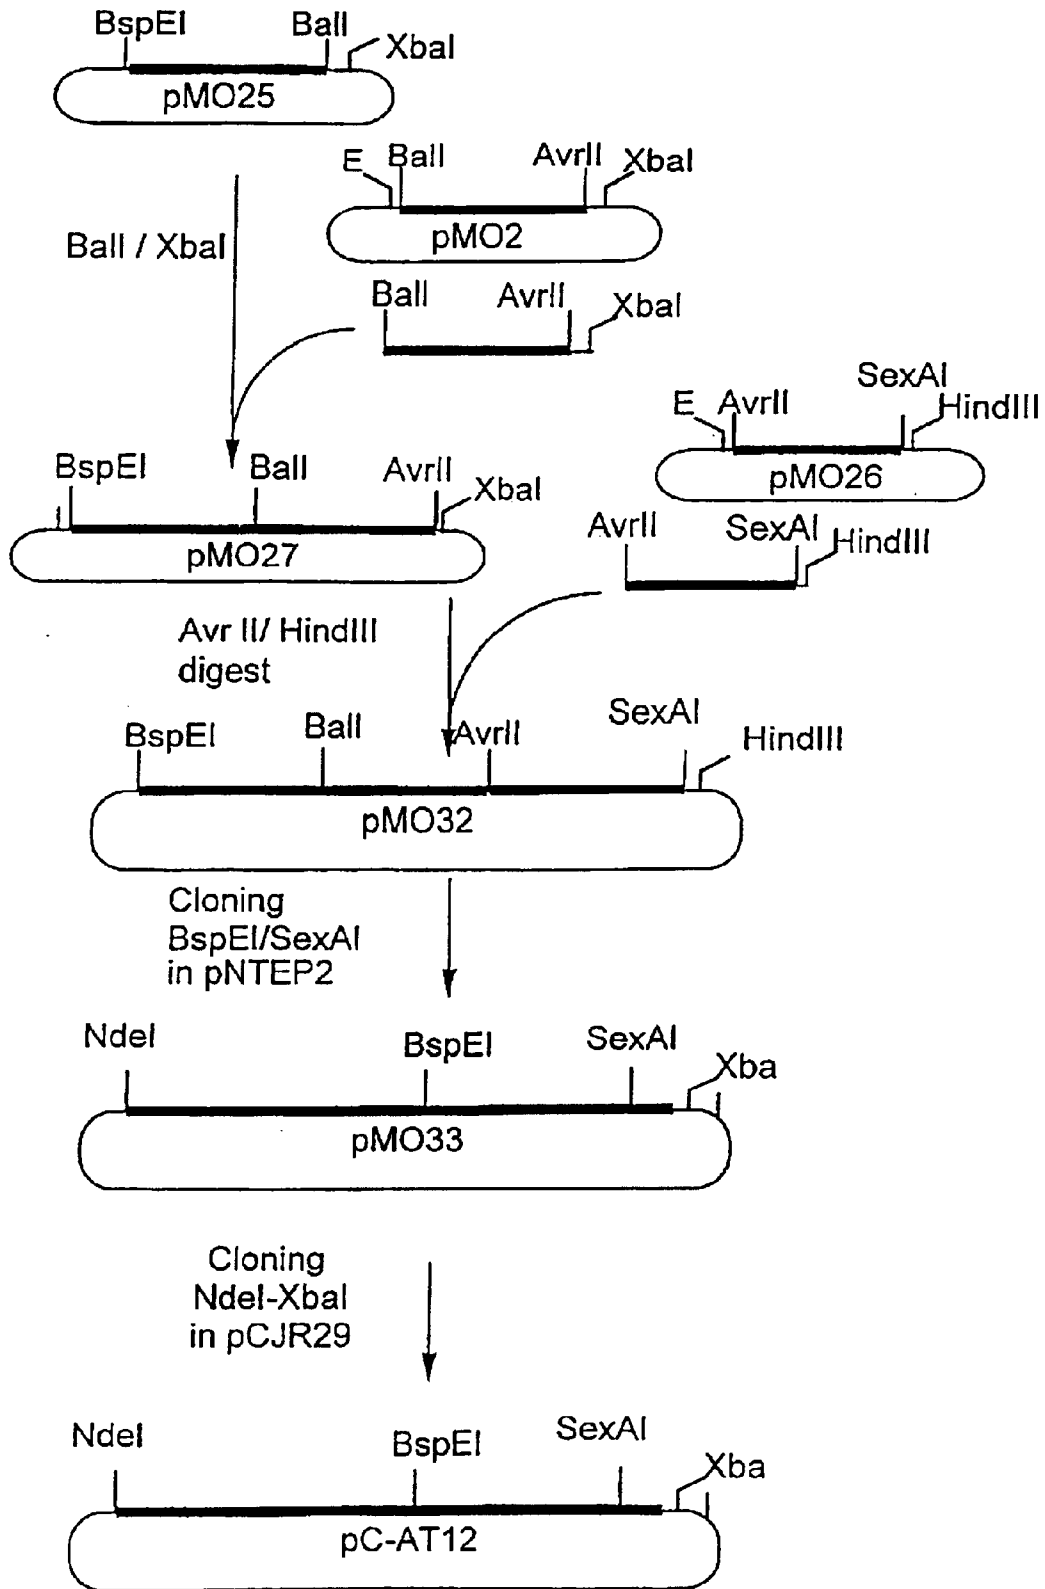 BspEI BalI XbaI
pMO25
E BalI AvrII XbaI
pMO2
BalI / XbaI
BalI AvrII XbaI
SexAI
E AvrII HindIII
pMO26
BspEI BalI AvrII XbaI
pMO27
AvrII SexAI HindIII
Avr II/ HindIII
digest
BspEI BalI AvrII SexAI HindIII
pMO32
Cloning
BspEI/SexAI
in pNTEP2
NdeI BspEI SexAI Xba
pMO33
Cloning
NdeI-XbaI
in pCJR29
NdeI BspEI SexAI Xba
pC-AT12